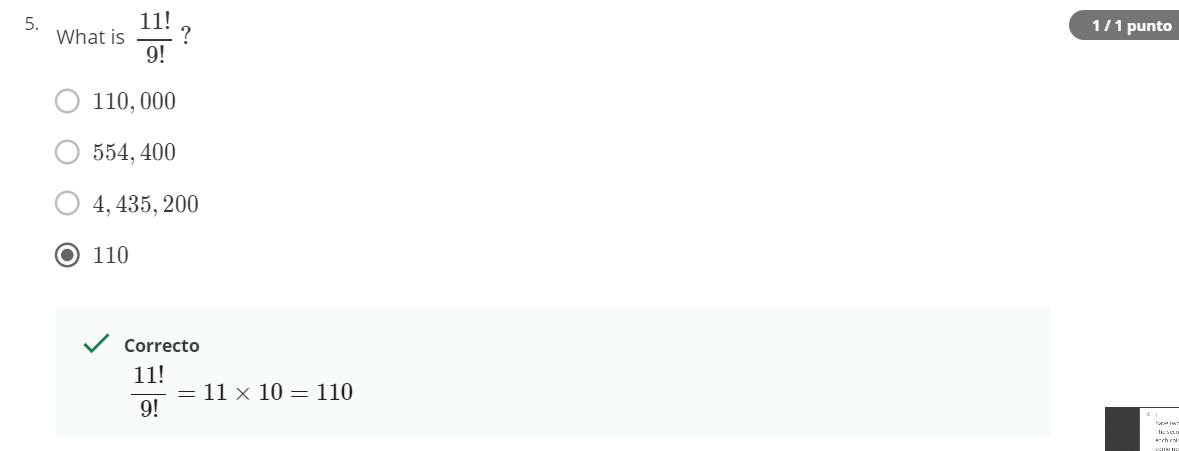 5. What is 11!/9! ?
1 / 1 punto
110,000
554,400
4,435,200
110
Correcto
11!/9! = 11 × 10 = 110